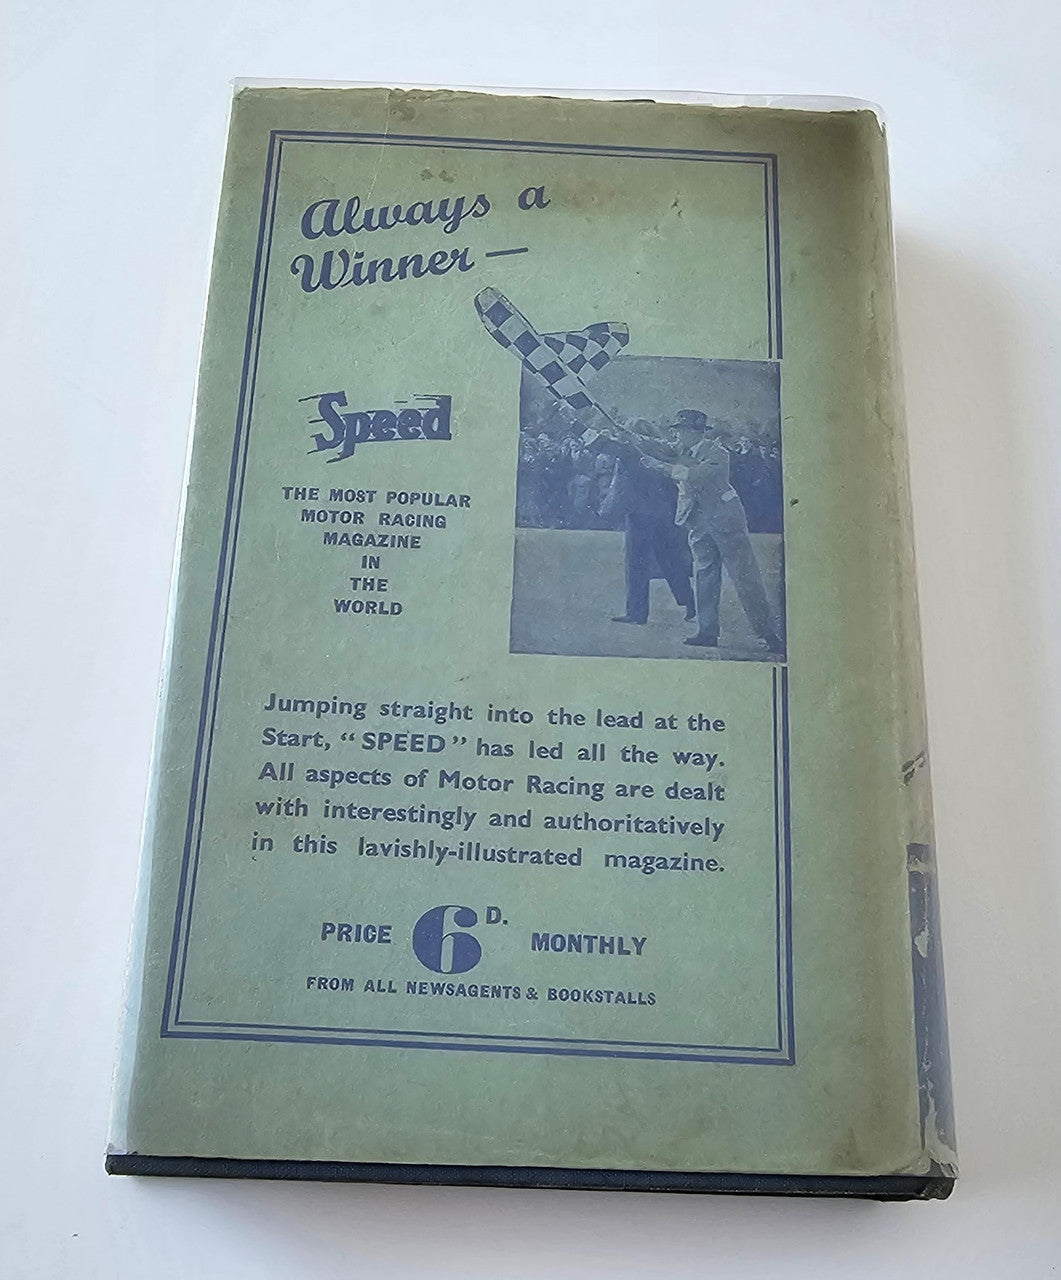 Always a
Winner —
Speed
THE MOST POPULAR
MOTOR RACING
MAGAZINE
IN
THE
WORLD
Jumping straight into the lead at the
Start, “SPEED” has led all the way.
All aspects of Motor Racing are dealt
with interestingly and authoritatively
in this lavishly-illustrated magazine.
PRICE 6D. MONTHLY
FROM ALL NEWSAGENTS & BOOKSTALLS